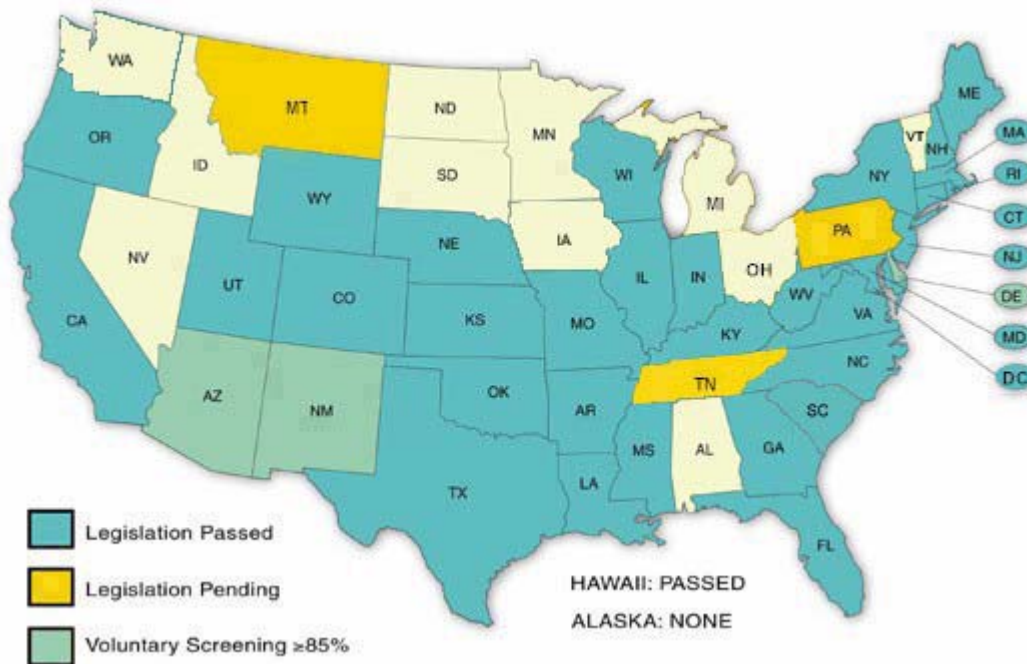 WA
MT
ND
MN
ME
OR
ID
SD
WI
MI
NY
VT
NH
MA
RI
CT
WY
IA
PA
NJ
NV
NE
OH
DE
UT
CO
IL
IN
WV
MD
CA
KS
MO
KY
VA
DC
AZ
NM
OK
AR
TN
NC
SC
MS
AL
GA
TX
LA
FL
Legislation Passed
Legislation Pending
Voluntary Screening ≥85%
HAWAII: PASSED
ALASKA: NONE